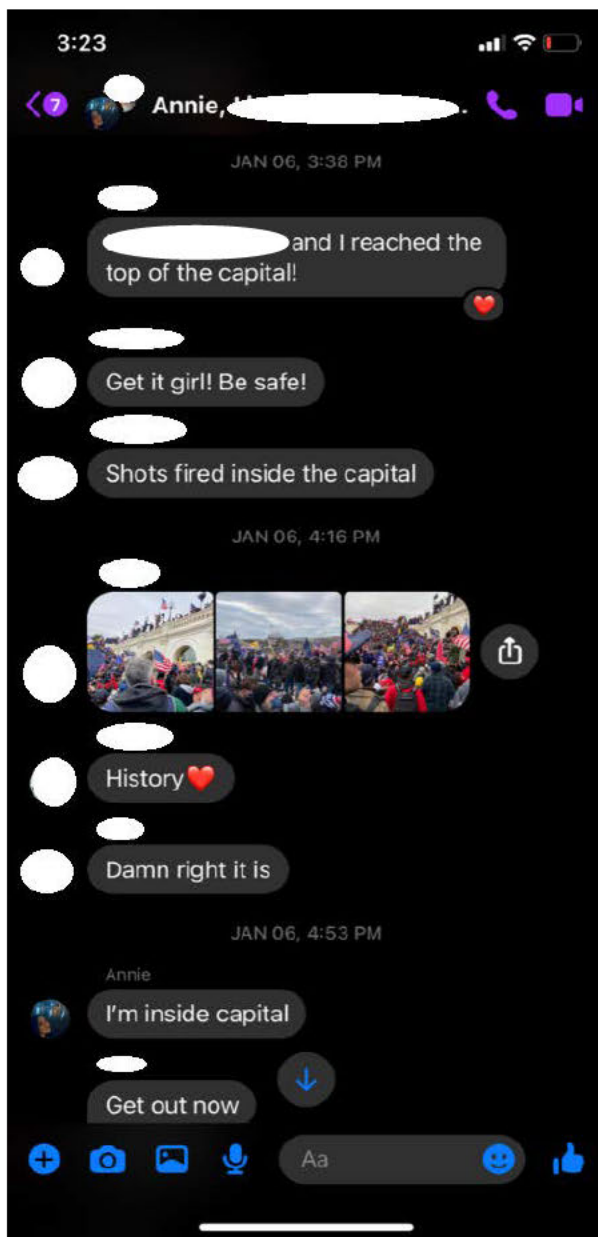 3:23
7
Annie,
JAN 06, 3:38 PM
and I reached the
top of the capital!
Get it girl! Be safe!
Shots fired inside the capital
JAN 06, 4:16 PM
History❤️
Damn right it is
JAN 06, 4:53 PM
Annie
I'm inside capital
Get out now
Aa